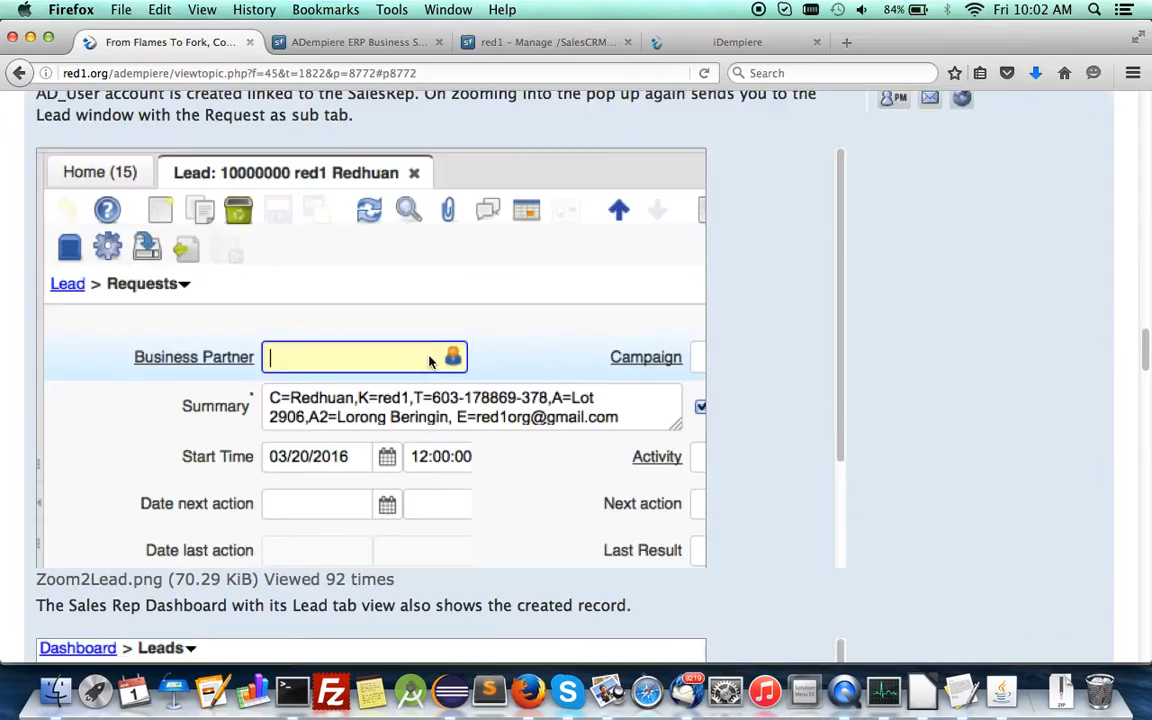 Firefox File Edit View History Bookmarks Tools Window Help 84% Fri 10:02 AM
From Flames To Fork, Co... ADempiere ERP Business S... red1 - Manage /SalesCRM... iDempiere
red1.org/adempiere/viewtopic.php?f=45&t=1822&p=8772#p8772 Search
AD_User account is created linked to the SalesRep. On zooming into the pop up again sends you to the
Lead window with the Request as sub tab.
PM
Home (15) Lead: 10000000 red1 Redhuan
Lead > Requests
Business Partner Campaign
Summary* C=Redhuan,K=red1,T=603-178869-378,A=Lot
2906,A2=Lorong Beringin, E=red1org@gmail.com
Start Time 03/20/2016 12:00:00 Activity
Date next action Next action
Date last action Last Result
Zoom2Lead.png (70.29 KiB) Viewed 92 times
The Sales Rep Dashboard with its Lead tab view also shows the created record.
Dashboard > Leads